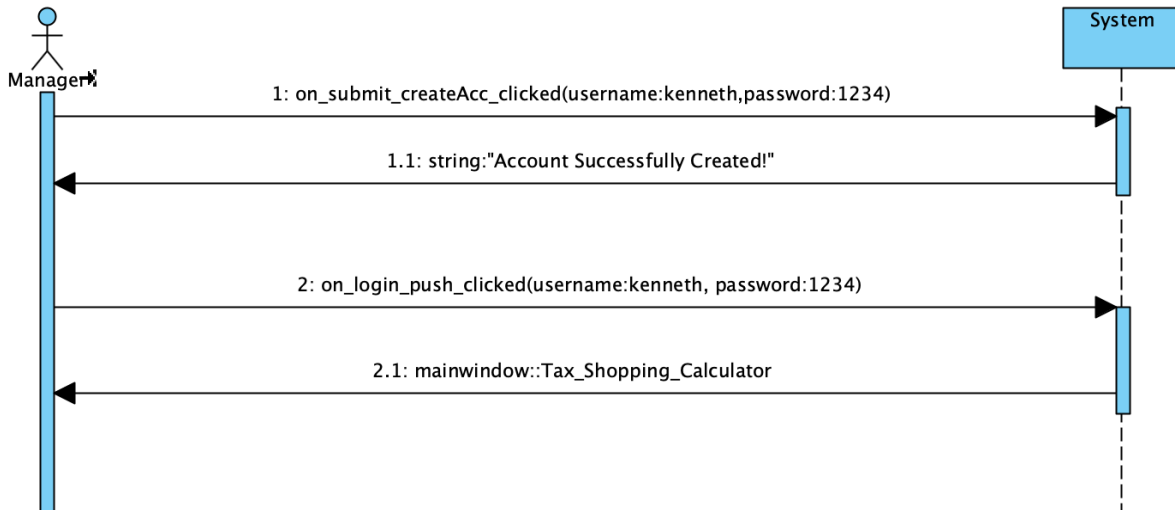 System
Manager
1: on_submit_createAcc_clicked(username:kenneth,password:1234)
1.1: string:"Account Successfully Created!"
2: on_login_push_clicked(username:kenneth, password:1234)
2.1: mainwindow::Tax_Shopping_Calculator